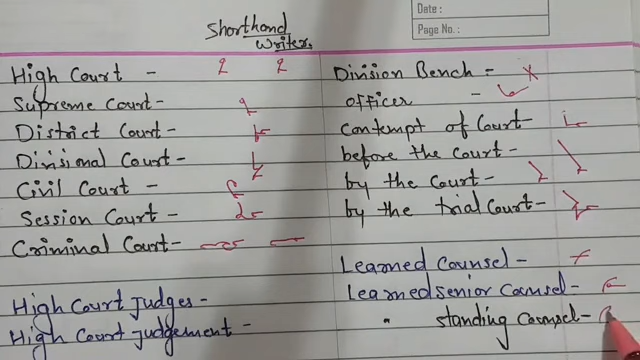 Date :
Page No. :
Shorthand
Writer.
High Court -
Supreme Court -
District Court -
Divisional Court -
Civil Court -
Session Court -
Criminal Court -
High Court Judges -
High Court Judgement -
Division Bench -
officer -
contempt of Court -
before the court -
by the court -
by the trial Court -
Learned Counsel -
Learned senior Counsel -
" standing Counsel -